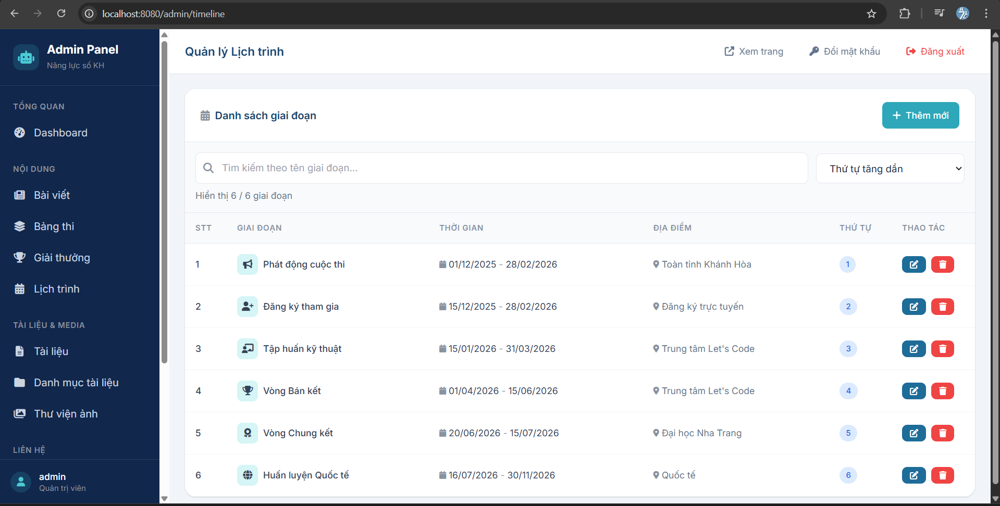 localhost:8080/admin/timeline
Admin Panel
Năng lực số KH
TỔNG QUAN
Dashboard
NỘI DUNG
Bài viết
Bảng thi
Giải thưởng
Lịch trình
TÀI LIỆU & MEDIA
Tài liệu
Danh mục tài liệu
Thư viện ảnh
LIÊN HỆ
admin
Quản trị viên
Quản lý Lịch trình
Xem trang
Đổi mật khẩu
Đăng xuất
Danh sách giai đoạn
Thêm mới
Tìm kiếm theo tên giai đoạn...
Thứ tự tăng dần
Hiển thị 6 / 6 giai đoạn
STT GIAI ĐOẠN THỜI GIAN ĐỊA ĐIỂM THỨ TỰ THAO TÁC
1 Phát động cuộc thi 01/12/2025 - 28/02/2026 Toàn tỉnh Khánh Hòa 1
2 Đăng ký tham gia 15/12/2025 - 28/02/2026 Đăng ký trực tuyến 2
3 Tập huấn kỹ thuật 15/01/2026 - 31/03/2026 Trung tâm Let's Code 3
4 Vòng Bán kết 01/04/2026 - 15/06/2026 Trung tâm Let's Code 4
5 Vòng Chung kết 20/06/2026 - 15/07/2026 Đại học Nha Trang 5
6 Huấn luyện Quốc tế 16/07/2026 - 30/11/2026 Quốc tế 6